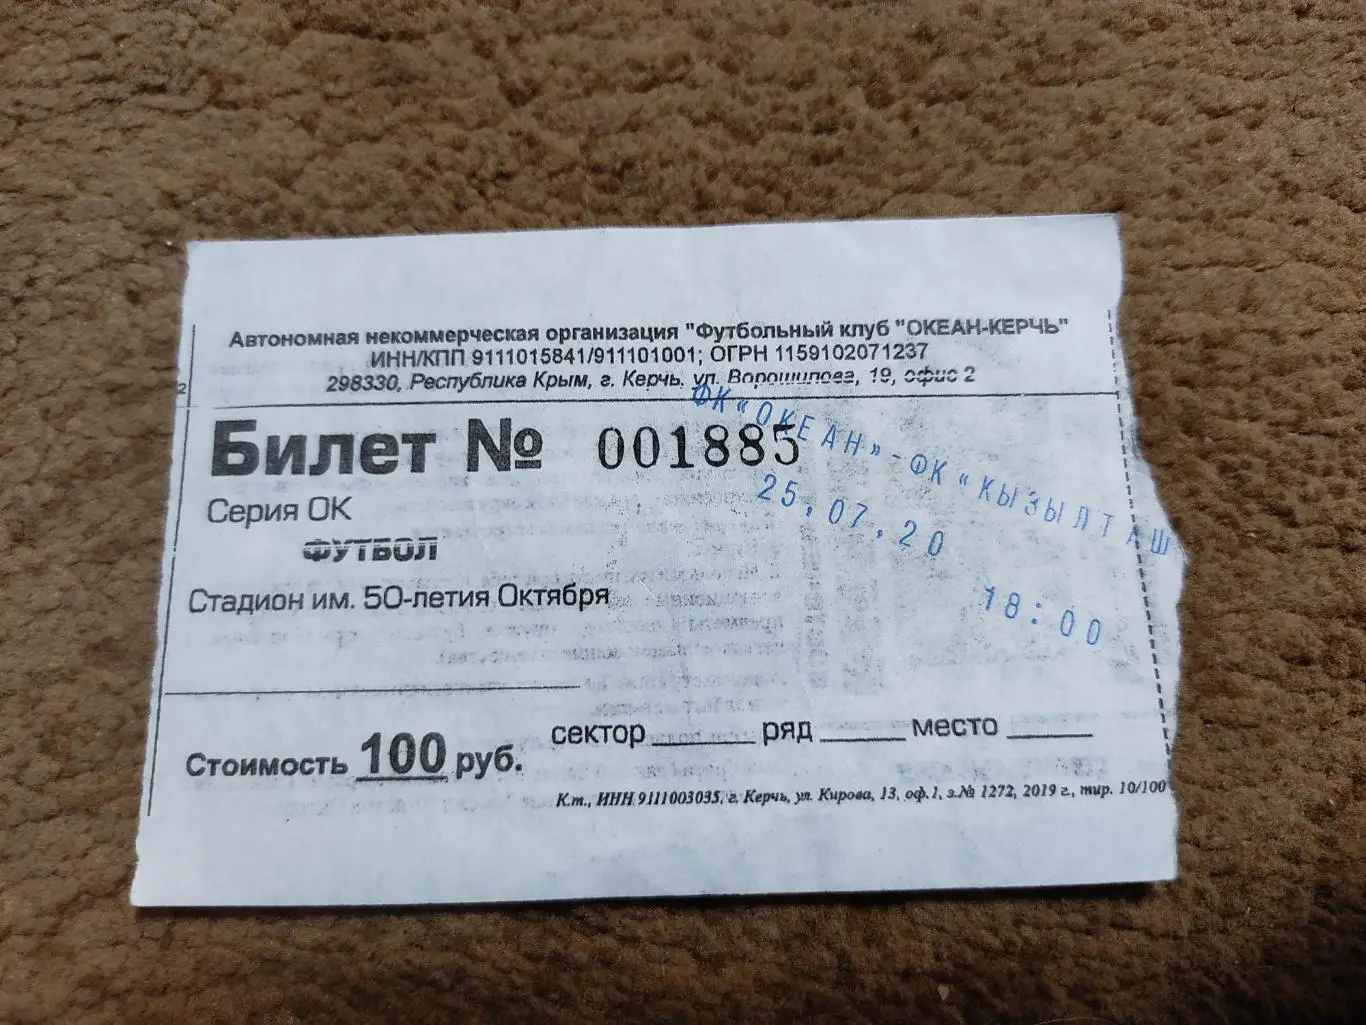 Автономная некоммерческая организация "Футбольный клуб "ОКЕАН-КЕРЧЬ"
ИНН/КПП 9111015841/911101001; ОГРН 1159102071237
298330, Республика Крым, г. Керчь, ул. Ворошилова, 19, офис 2
Билет № 001885
ФК "ОКЕАН" - ФК "КЫЗЫЛТАШ
Серия ОК
25.07.20
ФУТБОЛ
Стадион им. 50-летия Октября
18:00
сектор ряд место
Стоимость 100 руб.
К.т., ИНН 9111003035, г. Керчь, ул. Кирова, 13, оф.1, з.№ 1272, 2019 г., тир. 10/100